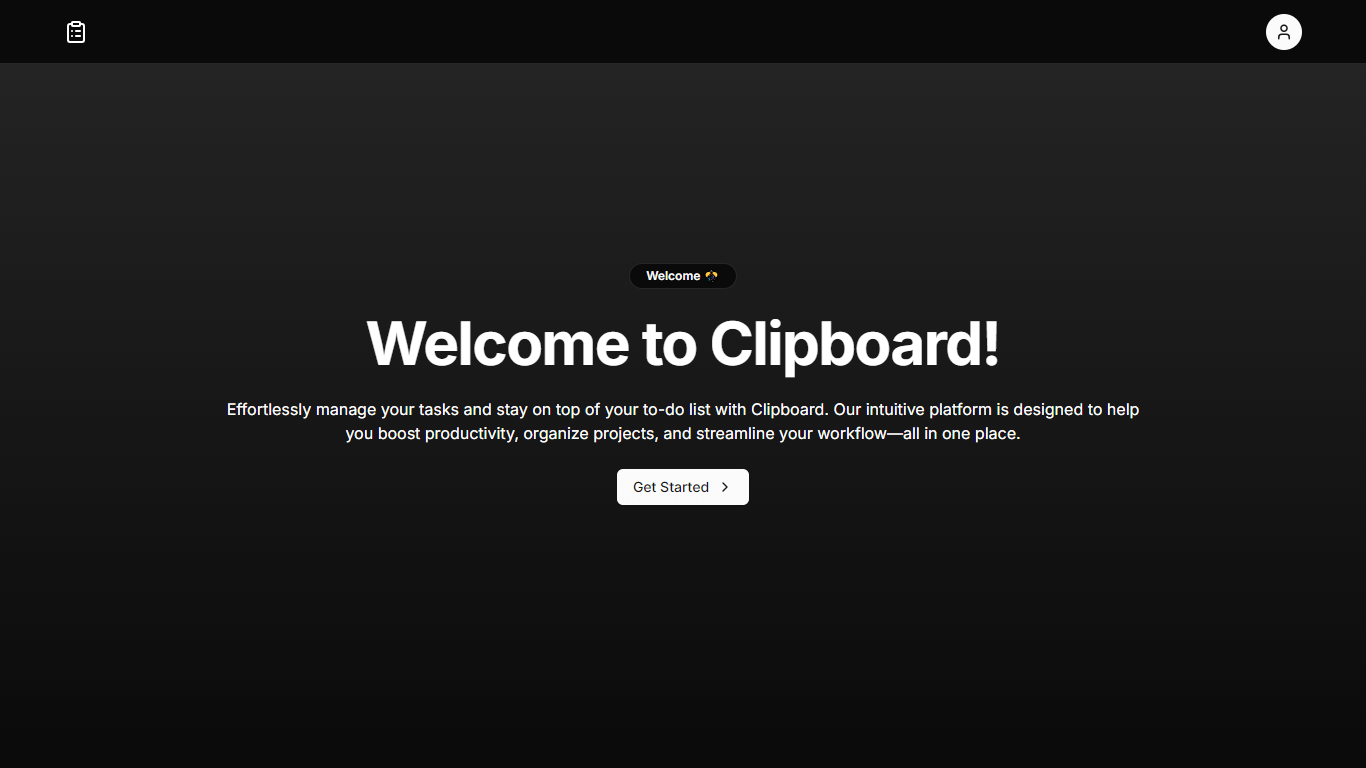 Welcome
Welcome to Clipboard!
Effortlessly manage your tasks and stay on top of your to-do list with Clipboard. Our intuitive platform is designed to help
you boost productivity, organize projects, and streamline your workflow—all in one place.
Get Started